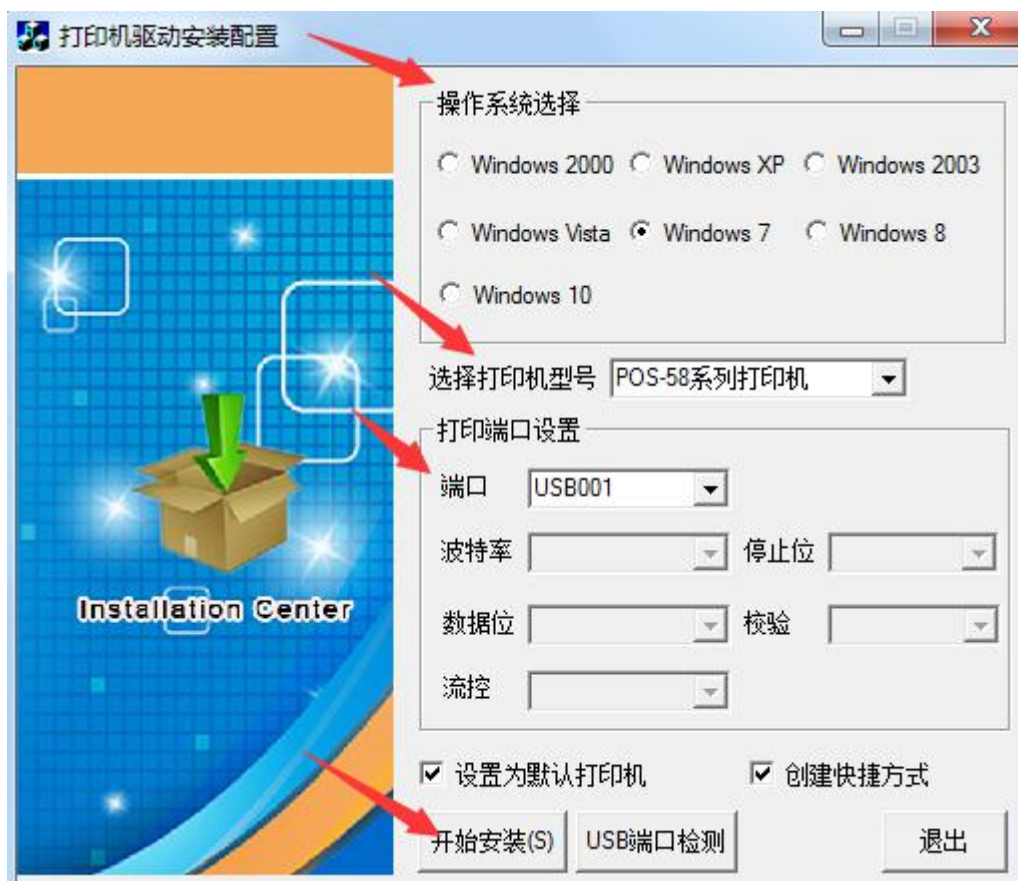 打印机驱动安装配置
操作系统选择
Windows 2000 Windows XP Windows 2003
Windows Vista Windows 7 Windows 8
Windows 10
选择打印机型号 POS-58系列打印机
打印端口设置
端口 USB001
波特率 停止位
数据位 校验
流控
Installation Center
设置为默认打印机 创建快捷方式
开始安装(S) USB端口检测 退出